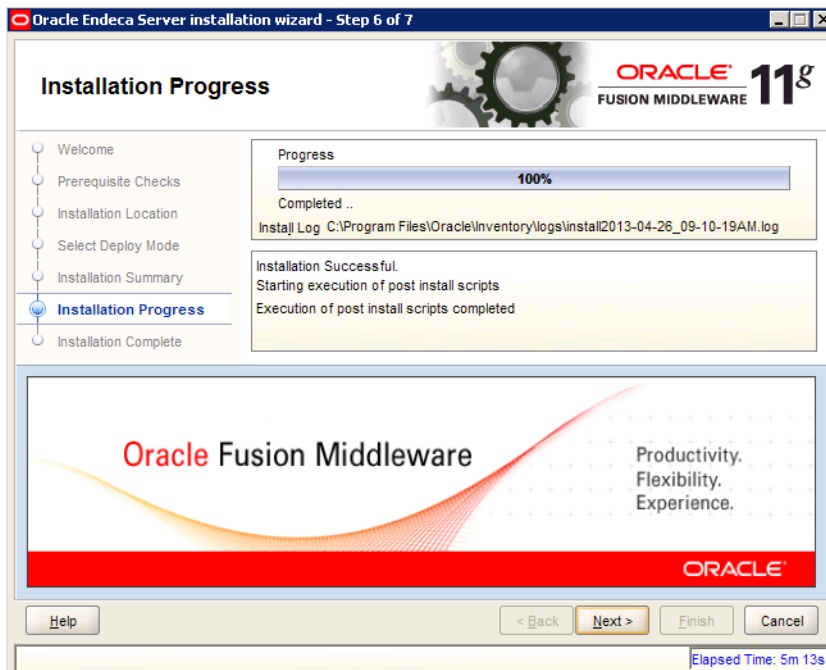 Oracle Endeca Server installation wizard - Step 6 of 7
Installation Progress
ORACLE
FUSION MIDDLEWARE 11g
Welcome
Prerequisite Checks
Installation Location
Select Deploy Mode
Installation Summary
Installation Progress
Installation Complete
Progress
100%
Completed ..
Install Log C:\Program Files\Oracle\Inventory\logs\install2013-04-26_09-10-19AM.log
Installation Successful.
Starting execution of post install scripts
Execution of post install scripts completed
Oracle Fusion Middleware
Productivity.
Flexibility.
Experience.
ORACLE
Help
< Back
Next >
Finish
Cancel
Elapsed Time: 5m 13s